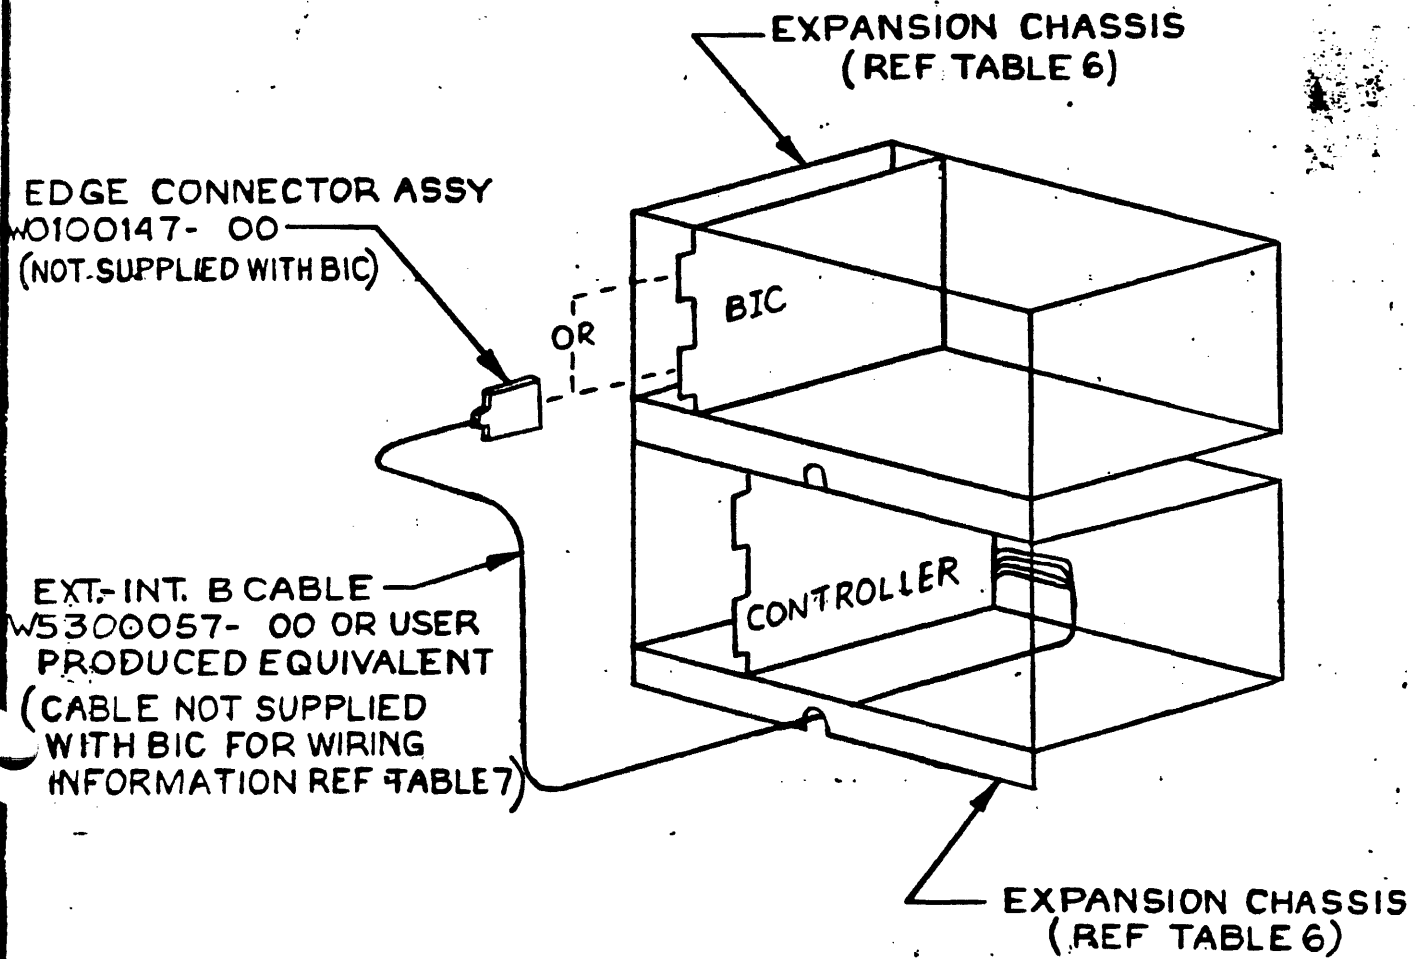 EXPANSION CHASSIS
(REF TABLE 6)
EDGE CONNECTOR ASSY
W0100147- 00
(NOT SUPPLIED WITH BIC)
OR
BIC
CONTROLLER
EXT.-INT. B CABLE
W5300057- 00 OR USER
PRODUCED EQUIVALENT
(CABLE NOT SUPPLIED
WITH BIC FOR WIRING
INFORMATION REF TABLE 7)
EXPANSION CHASSIS
(REF TABLE 6)